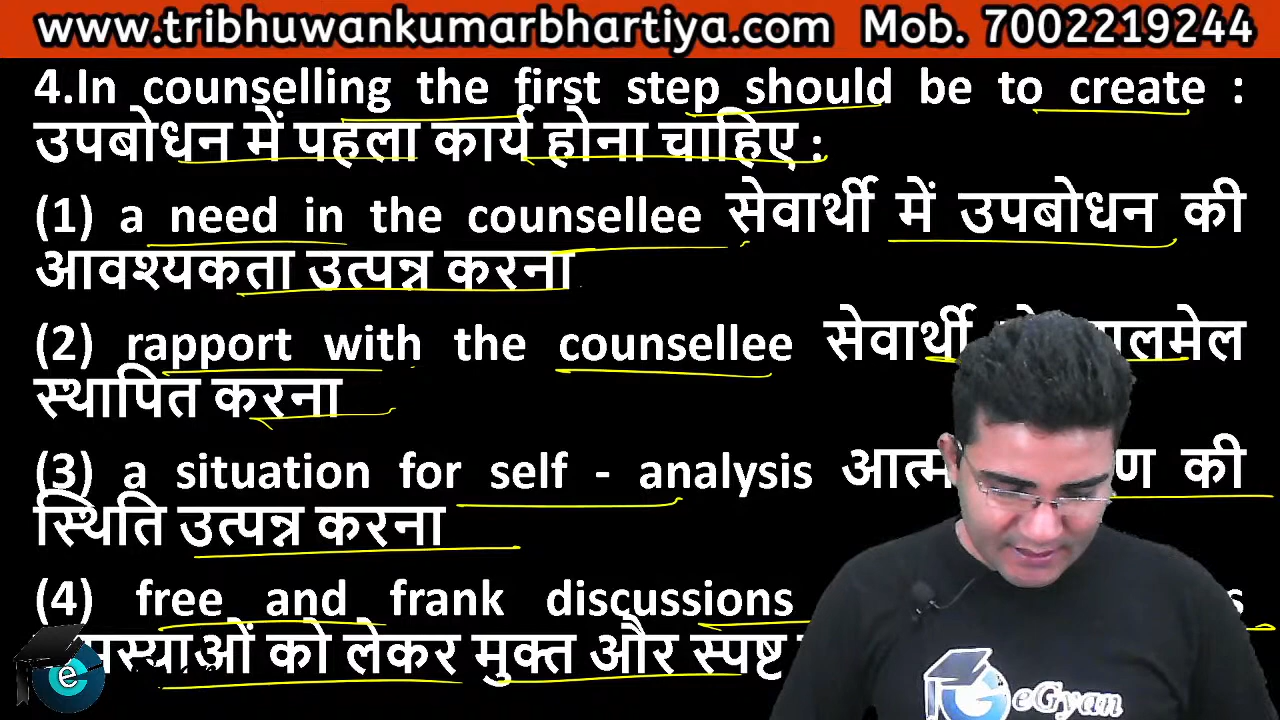 www.tribhuwankumarbhartiya.com Mob. 7002219244
4.In counselling the first step should be to create :
उपबोधन में पहला कार्य होना चाहिए :
(1) a need in the counsellee सेवार्थी में उपबोधन की
आवश्यकता उत्पन्न करना
(2) rapport with the counsellee सेवार्थी
स्थापित करना
(3) a situation for self - analysis की
स्थिति उत्पन्न करना
(4) free and frank discussions
को लेकर मुक्त और स्पष्ट
e
eGyan